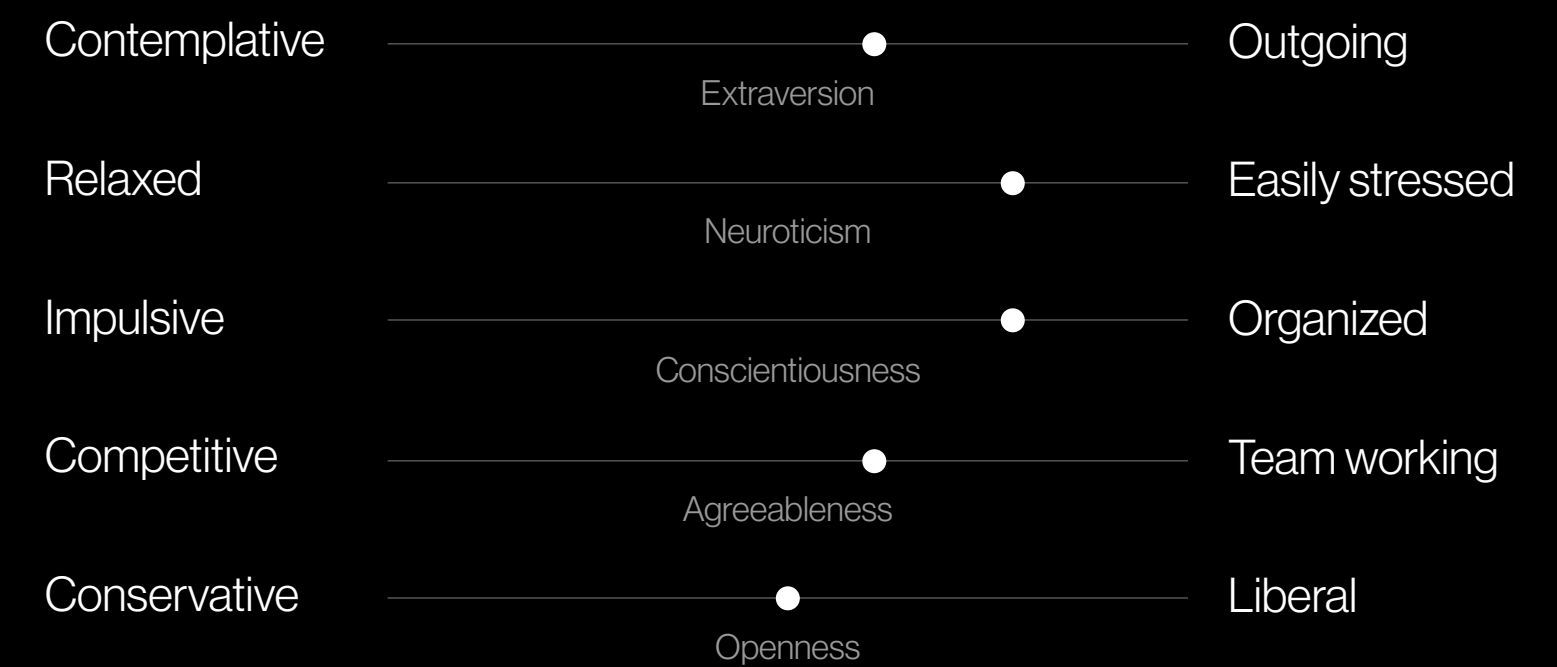 Contemplative
Outgoing
Extraversion
Relaxed
Easily stressed
Neuroticism
Impulsive
Organized
Conscientiousness
Competitive
Team working
Agreeableness
Conservative
Liberal
Openness